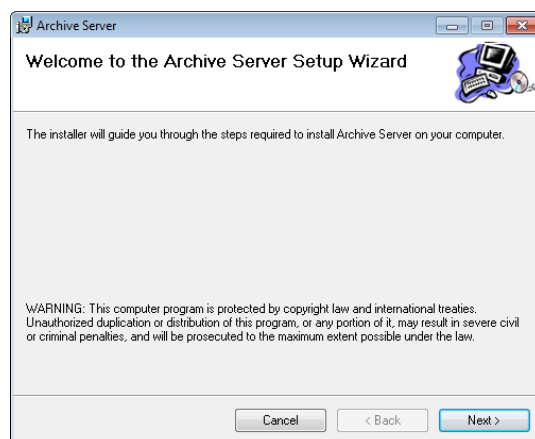 Archive Server
Welcome to the Archive Server Setup Wizard
The installer will guide you through the steps required to install Archive Server on your computer.
WARNING: This computer program is protected by copyright law and international treaties.
Unauthorized duplication or distribution of this program, or any portion of it, may result in severe civil
or criminal penalties, and will be prosecuted to the maximum extent possible under the law.
Cancel < Back Next >